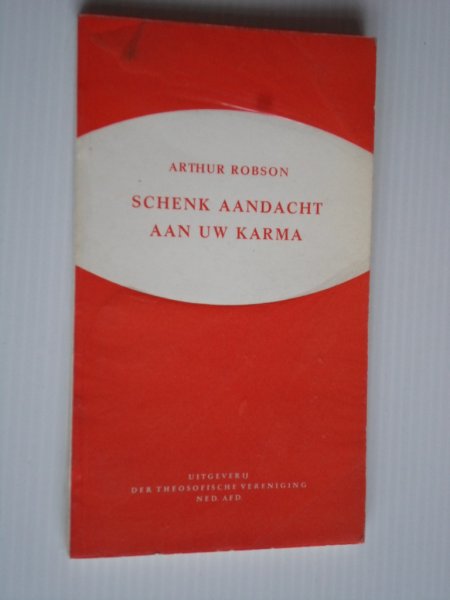 ARTHUR ROBSON
SCHENK AANDACHT
AAN UW KARMA
UITGEVERIJ
DER THEOSOFISCHE VERENIGING
NED. AFD.